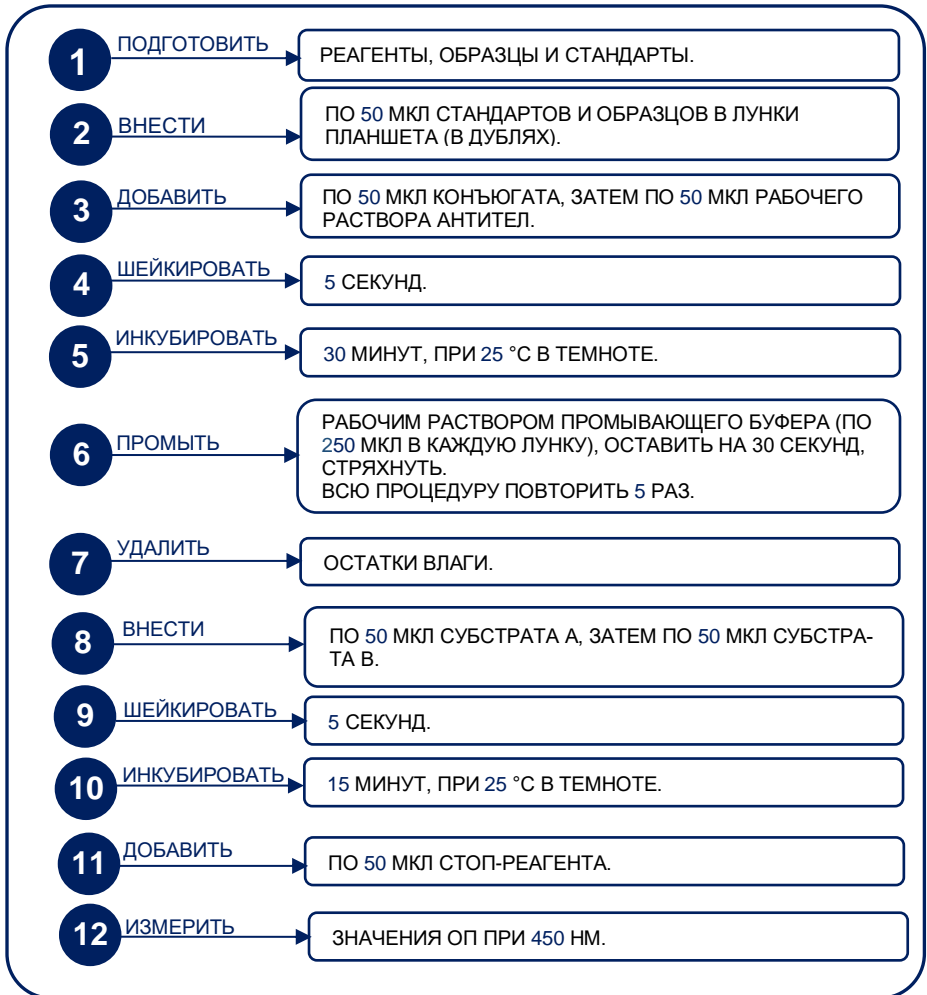 1
ПОДГОТОВИТЬ
РЕАГЕНТЫ, ОБРАЗЦЫ И СТАНДАРТЫ.
2
ВНЕСТИ
ПО 50 МКЛ СТАНДАРТОВ И ОБРАЗЦОВ В ЛУНКИ
ПЛАНШЕТА (В ДУБЛЯХ).
3
ДОБАВИТЬ
ПО 50 МКЛ КОНЪЮГАТА, ЗАТЕМ ПО 50 МКЛ РАБОЧЕГО
РАСТВОРА АНТИТЕЛ.
4
ШЕЙКИРОВАТЬ
5 СЕКУНД.
5
ИНКУБИРОВАТЬ
30 МИНУТ, ПРИ 25 °C В ТЕМНОТЕ.
6
ПРОМЫТЬ
РАБОЧИМ РАСТВОРОМ ПРОМЫВАЮЩЕГО БУФЕРА (ПО
250 МКЛ В КАЖДУЮ ЛУНКУ), ОСТАВИТЬ НА 30 СЕКУНД,
СТРЯХНУТЬ.
ВСЮ ПРОЦЕДУРУ ПОВТОРИТЬ 5 РАЗ.
7
УДАЛИТЬ
ОСТАТКИ ВЛАГИ.
8
ВНЕСТИ
ПО 50 МКЛ СУБСТРАТА А, ЗАТЕМ ПО 50 МКЛ СУБСТРА-
ТА В.
9
ШЕЙКИРОВАТЬ
5 СЕКУНД.
10
ИНКУБИРОВАТЬ
15 МИНУТ, ПРИ 25 °C В ТЕМНОТЕ.
11
ДОБАВИТЬ
ПО 50 МКЛ СТОП-РЕАГЕНТА.
12
ИЗМЕРИТЬ
ЗНАЧЕНИЯ ОП ПРИ 450 НМ.